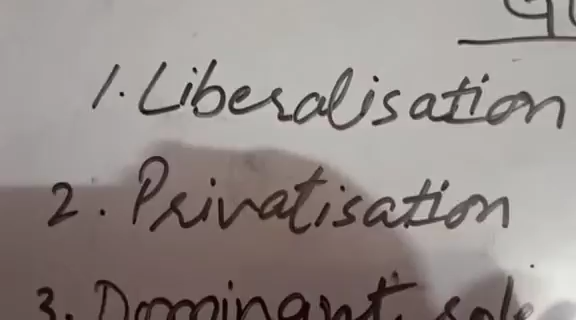 1. Liberalisation
2. Privatisation
3. Dominant